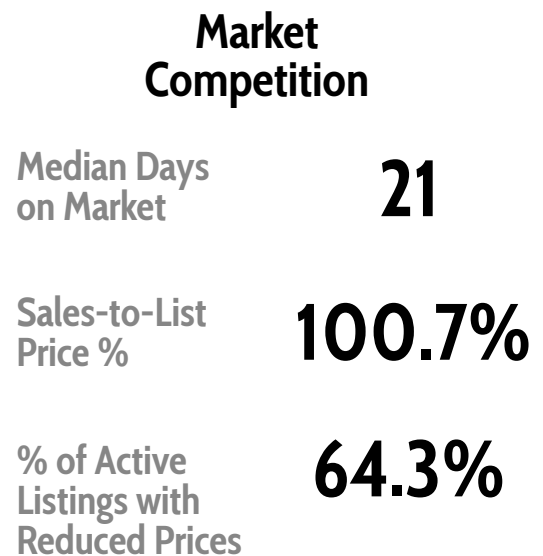 Market
Competition
Median Days
on Market
21
Sales-to-List
Price %
100.7%
% of Active
Listings with
Reduced Prices
64.3%